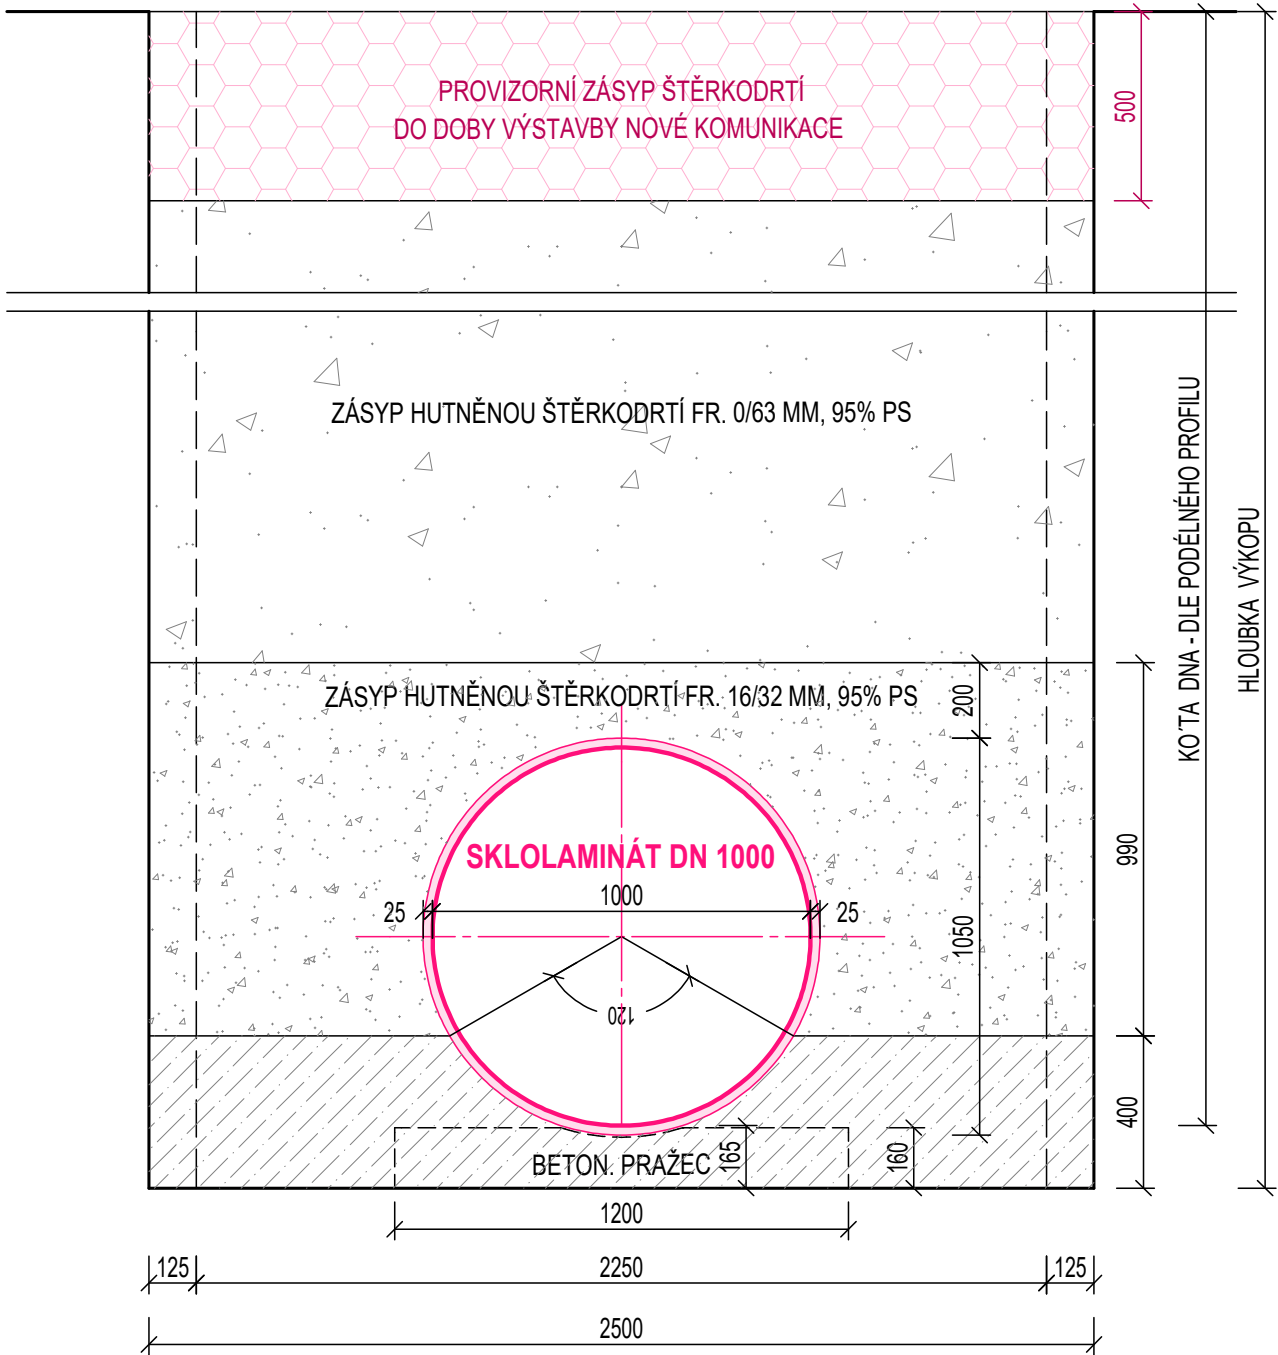 PROVIZORNÍ ZÁSYP ŠTĚRKODRTÍ
DO DOBY VÝSTAVBY NOVÉ KOMUNIKACE
500
ZÁSYP HUTNĚNOU ŠTĚRKODRTÍ FR. 0/63 MM, 95% PS
KÓTA DNA - DLE PODÉLNÉHO PROFILU
HLOUBKA VÝKOPU
ZÁSYP HUTNĚNOU ŠTĚRKODRTÍ FR. 16/32 MM, 95% PS
200
990
SKLOLAMINÁT DN 1000
25
1000
25
1050
120
400
BETON. PRAŽEC
165
160
1200
125
2250
125
2500